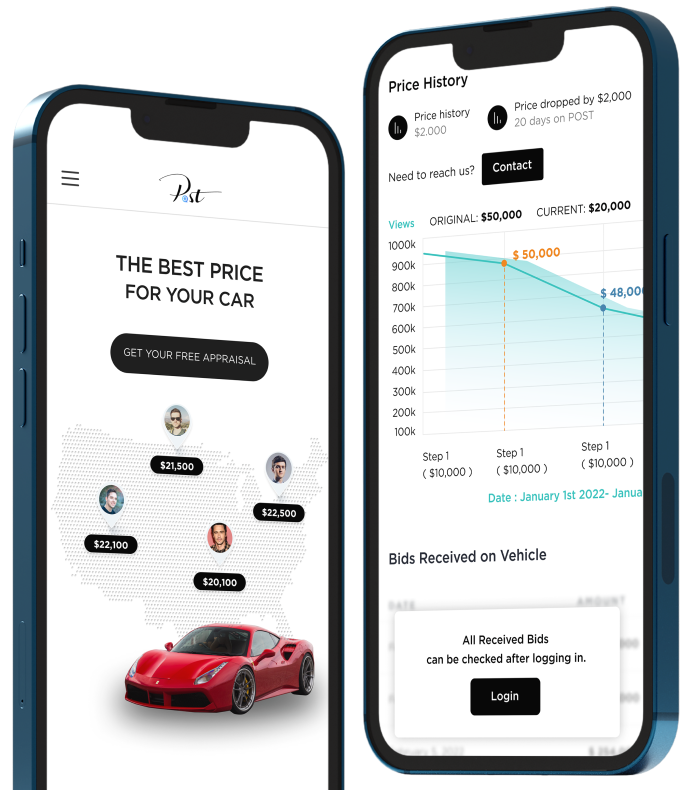 Post
THE BEST PRICE
FOR YOUR CAR
GET YOUR FREE APPRAISAL
$21,500
$22,500
$22,100
$20,100
Price History
Price history
$2.000
Price dropped by $2,000
20 days on POST
Need to reach us?
Contact
Views
ORIGINAL: $50,000
CURRENT: $20,000
1000k
900k
800k
700k
600k
500k
400k
300k
200k
100k
$ 50,000
$ 48,000
Step 1
( $10,000 )
Step 1
( $10,000 )
Step 1
( $10,000 )
Date : January 1st 2022- Janua
Bids Received on Vehicle
DATE
AMOUNT
All Received Bids
can be checked after logging in.
Login